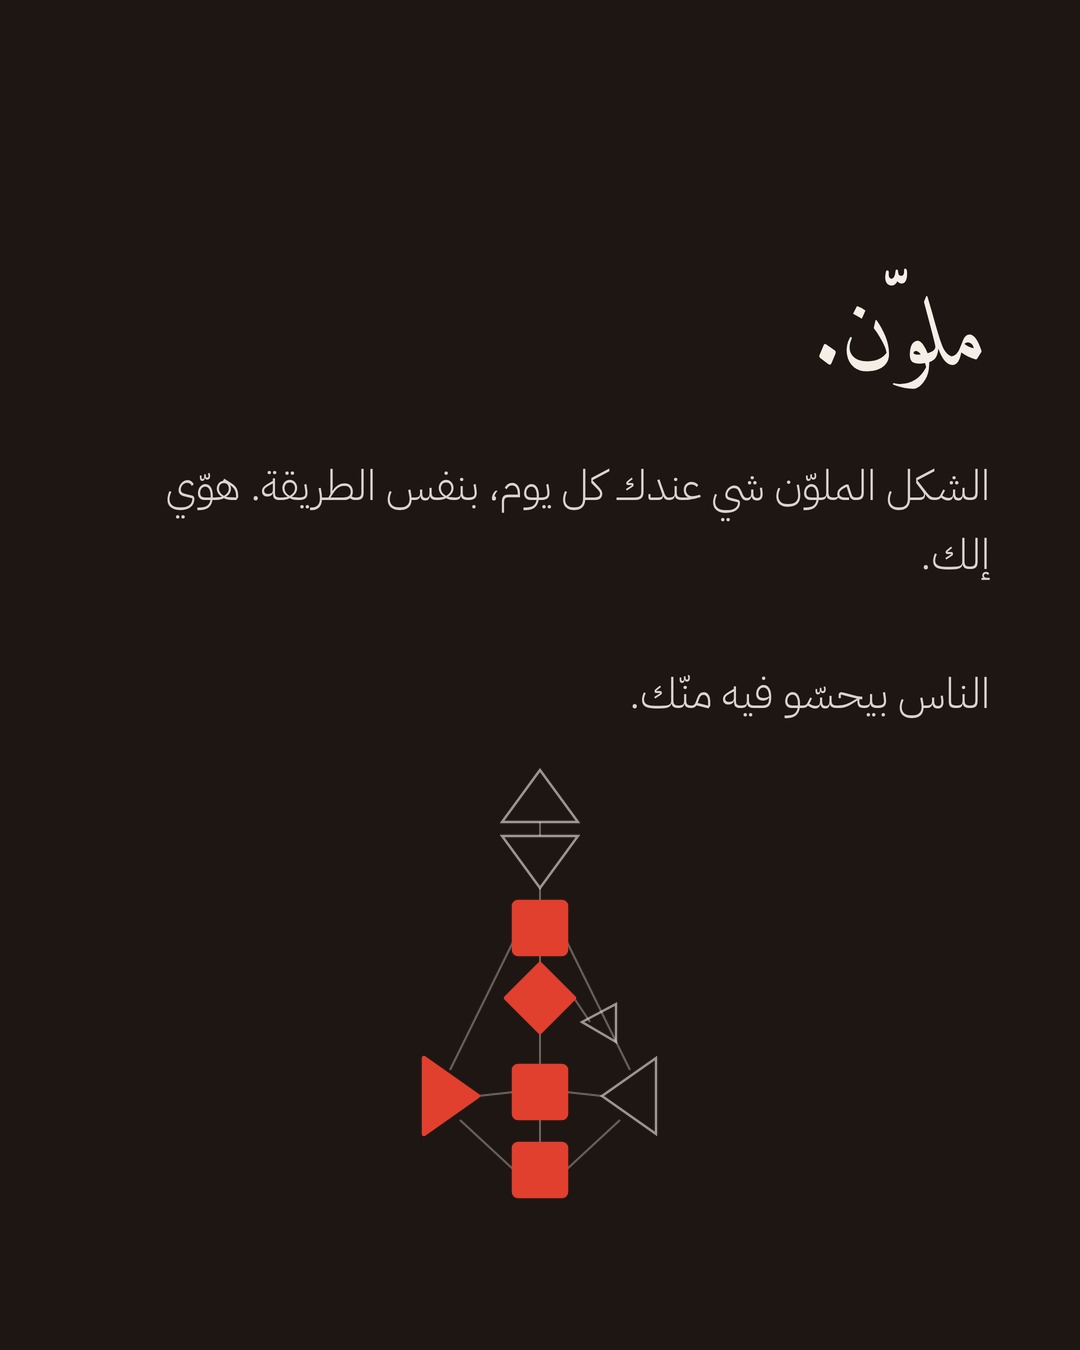 ملوّن.
الشكل الملوّن شي عندك كل يوم، بنفس الطريقة. هوّي
إلك.
الناس بيحسّو فيه منّك.